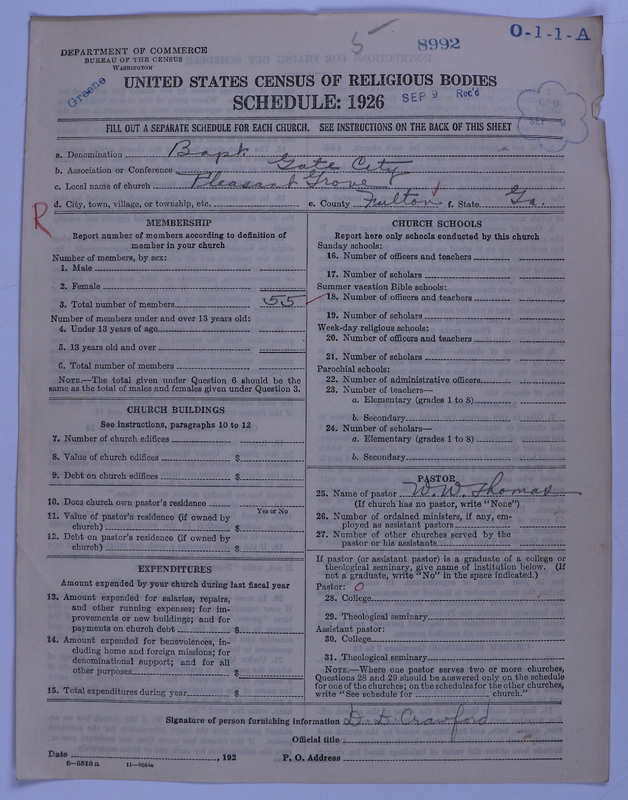 5
8992
O-1-1-A
DEPARTMENT OF COMMERCE
BUREAU OF THE CENSUS
WASHINGTON
Greene
UNITED STATES CENSUS OF RELIGIOUS BODIES
SCHEDULE: 1926
SEP 9 Rec'd
SEP 9
FILL OUT A SEPARATE SCHEDULE FOR EACH CHURCH. SEE INSTRUCTIONS ON THE BACK OF THIS SHEET
a. Denomination Bapt.
b. Association or Conference Gate City
c. Local name of church Pleasant Grove
d. City, town, village, or township, etc. e. County Fulton f. State Ga.
R
MEMBERSHIP
Report number of members according to definition of
member in your church
Number of members, by sex:
1. Male
2. Female
3. Total number of members 55
Number of members under and over 13 years old:
4. Under 13 years of age
5. 13 years old and over
6. Total number of members
NOTE.—The total given under Question 6 should be the
same as the total of males and females given under Question 3.
CHURCH BUILDINGS
See instructions, paragraphs 10 to 12
7. Number of church edifices
8. Value of church edifices $
9. Debt on church edifices $
10. Does church own pastor's residence
Yes or No
11. Value of pastor's residence (if owned by
church) $
12. Debt on pastor's residence (if owned by
church) $
EXPENDITURES
Amount expended by your church during last fiscal year
13. Amount expended for salaries, repairs,
and other running expenses; for im-
provements or new buildings; and for
payments on church debt $
14. Amount expended for benevolences, in-
cluding home and foreign missions; for
denominational support; and for all
other purposes $
15. Total expenditures during year $
CHURCH SCHOOLS
Report here only schools conducted by this church
Sunday schools:
16. Number of officers and teachers
17. Number of scholars
Summer vacation Bible schools:
18. Number of officers and teachers
19. Number of scholars
Week-day religious schools:
20. Number of officers and teachers
21. Number of scholars
Parochial schools:
22. Number of administrative officers
23. Number of teachers—
a. Elementary (grades 1 to 8)
b. Secondary
24. Number of scholars—
a. Elementary (grades 1 to 8)
b. Secondary
PASTOR
25. Name of pastor W. W. Thomas
(If church has no pastor, write "None")
26. Number of ordained ministers, if any, em-
ployed as assistant pastors
27. Number of other churches served by the
pastor or his assistants
If pastor (or assistant pastor) is a graduate of a college or
theological seminary, give name of institution below. (If
not a graduate, write "No" in the space indicated.)
Pastor: O
28. College
29. Theological seminary
Assistant pastor:
30. College
31. Theological seminary
NOTE.—Where one pastor serves two or more churches,
Questions 28 and 29 should be answered only on the schedule
for one of the churches; on the schedules for the other churches,
write "See schedule for church."
Signature of person furnishing information D. D. Crawford
Official title
Date , 192 P. O. Address